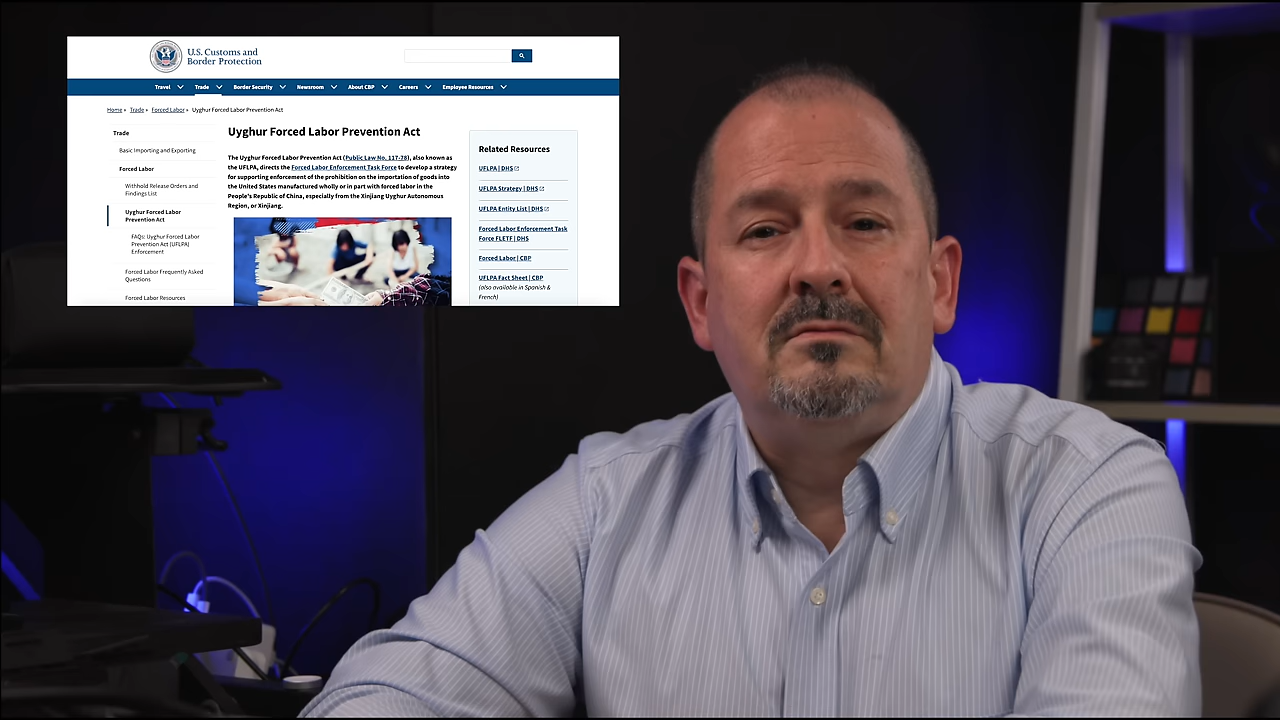 U.S. Customs and
Border Protection
Travel
Trade
Border Security
Newsroom
About CBP
Careers
Employee Resources
Home » Trade » Forced Labor » Uyghur Forced Labor Prevention Act
Trade
Basic Importing and Exporting
Forced Labor
Withhold Release Orders and
Findings List
Uyghur Forced Labor
Prevention Act
FAQs: Uyghur Forced Labor
Prevention Act (UFLPA)
Enforcement
Forced Labor Frequently Asked
Questions
Forced Labor Resources
Uyghur Forced Labor Prevention Act
The Uyghur Forced Labor Prevention Act (Public Law No. 117-78), also known as
the UFLPA, directs the Forced Labor Enforcement Task Force to develop a strategy
for supporting enforcement of the prohibition on the importation of goods into
the United States manufactured wholly or in part with forced labor in the
People's Republic of China, especially from the Xinjiang Uyghur Autonomous
Region, or Xinjiang.
Related Resources
UFLPA | DHS
UFLPA Strategy | DHS
UFLPA Entity List | DHS
Forced Labor Enforcement Task
Force FLETF | DHS
Forced Labor | CBP
UFLPA Fact Sheet | CBP
(also available in Spanish &
French)